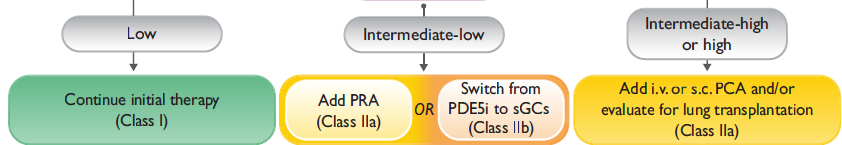 Low
Intermediate-low
Intermediate-high
or high
Continue initial therapy
(Class I)
Add PRA
(Class IIa)
OR
Switch from
PDE5i to sGCs
(Class IIb)
Add i.v. or s.c. PCA and/or
evaluate for lung transplantation
(Class IIa)